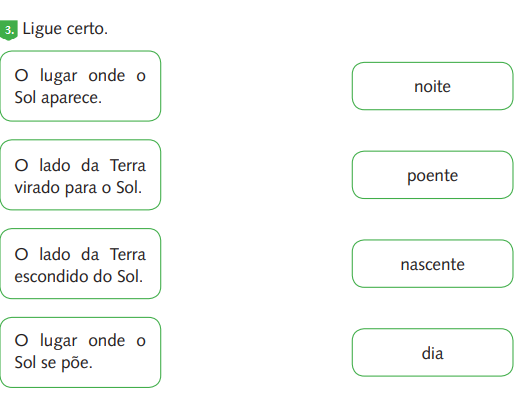 3. Ligue certo.
O lugar onde o
Sol aparece.
noite
O lado da Terra
virado para o Sol.
poente
O lado da Terra
escondido do Sol.
nascente
O lugar onde o
Sol se põe.
dia